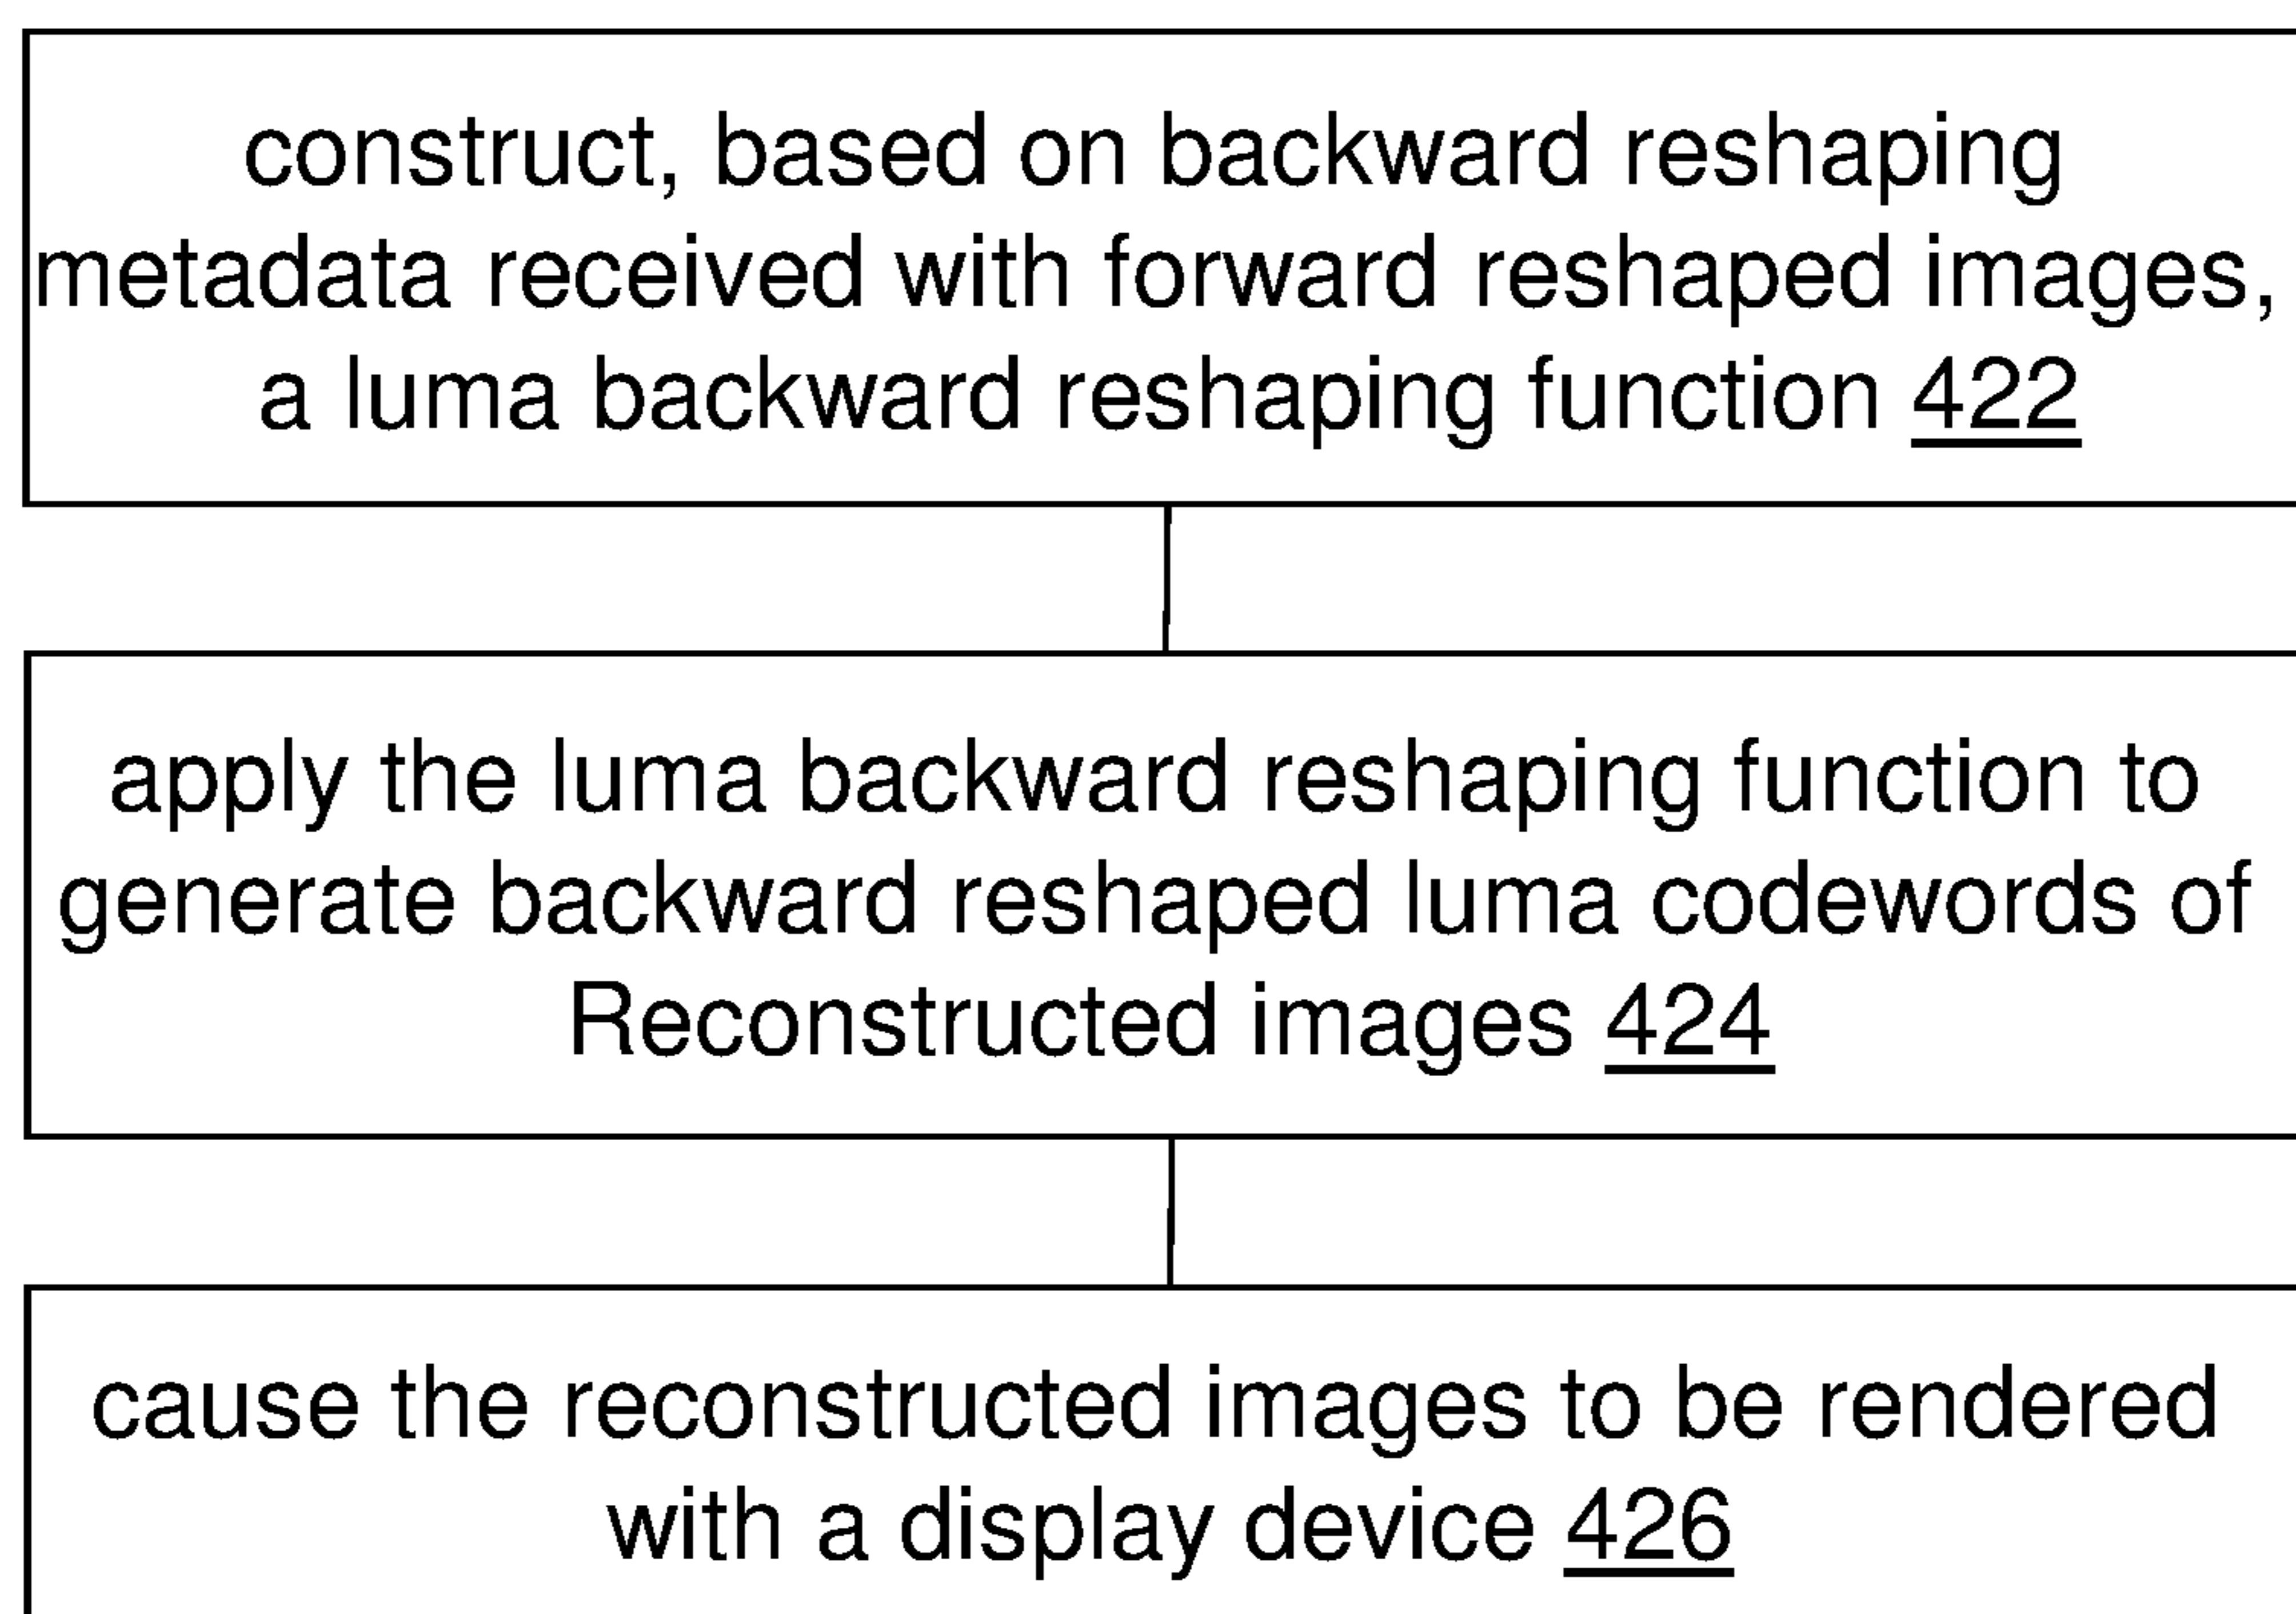 construct, based on backward reshaping
metadata received with forward reshaped images,
a luma backward reshaping function 422
apply the luma backward reshaping function to
generate backward reshaped luma codewords of
Reconstructed images 424
cause the reconstructed images to be rendered
with a display device 426